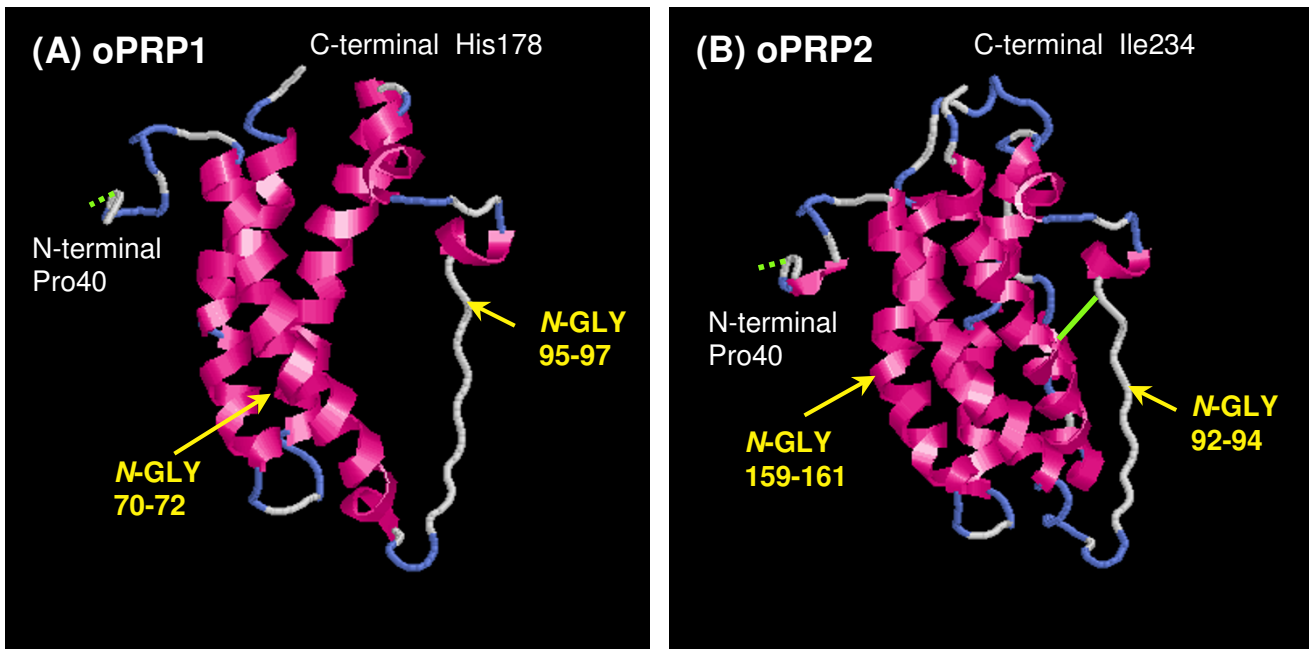 (A) oPRP1
C-terminal His178
N-terminal
Pro40
N-GLY
95-97
N-GLY
70-72
(B) oPRP2
C-terminal Ile234
N-terminal
Pro40
N-GLY
159-161
N-GLY
92-94